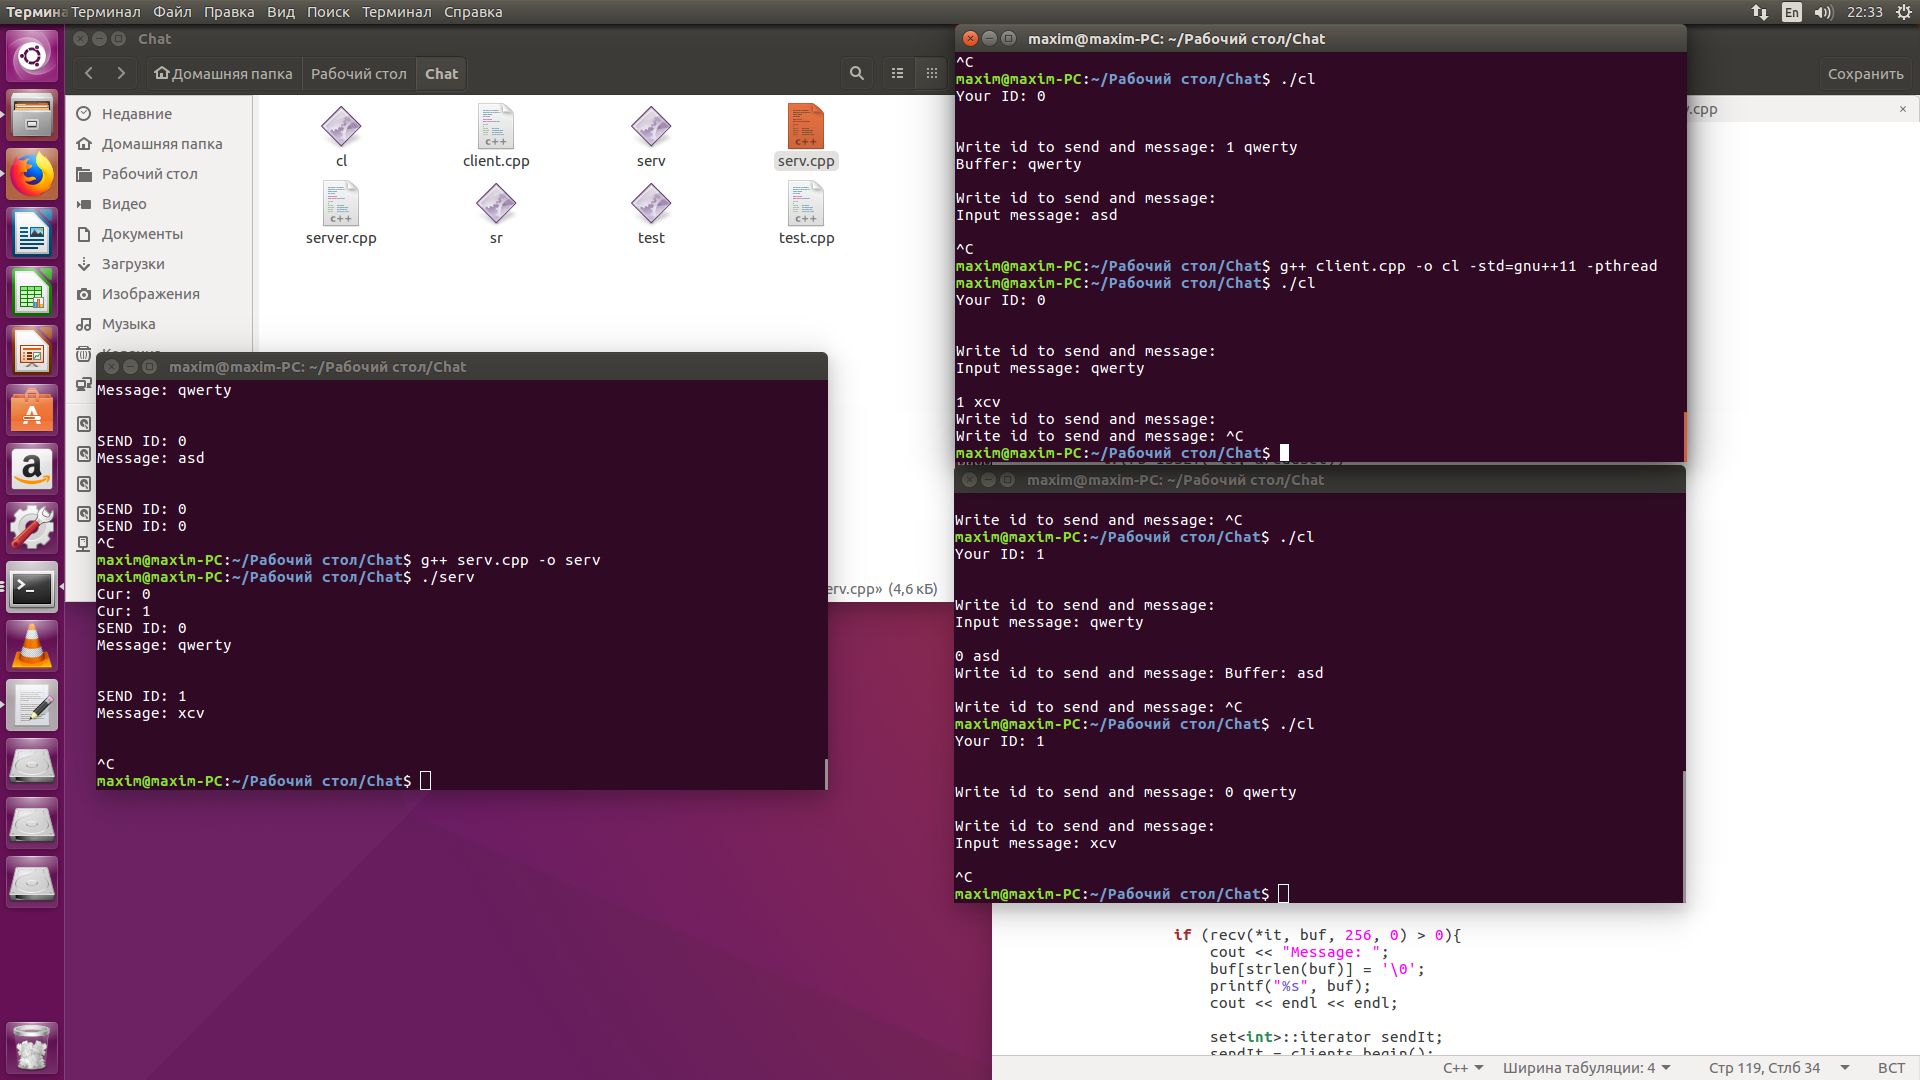 Термина Терминал Файл Правка Вид Поиск Терминал Справка
En 22:33
Chat
Домашняя папка Рабочий стол Chat
Сохранить
Недавние
Домашняя папка
Рабочий стол
Видео
Документы
Загрузки
Изображения
Музыка
cl
client.cpp
serv
serv.cpp
server.cpp
sr
test
test.cpp
.cpp
erv.cpp» (4,6 кБ)
maxim@maxim-PC: ~/Рабочий стол/Chat
Message: qwerty
SEND ID: 0
Message: asd
SEND ID: 0
SEND ID: 0
^C
maxim@maxim-PC:~/Рабочий стол/Chat$ g++ serv.cpp -o serv
maxim@maxim-PC:~/Рабочий стол/Chat$ ./serv
Cur: 0
Cur: 1
SEND ID: 0
Message: qwerty
SEND ID: 1
Message: xcv
^C
maxim@maxim-PC:~/Рабочий стол/Chat$
maxim@maxim-PC: ~/Рабочий стол/Chat
^C
maxim@maxim-PC:~/Рабочий стол/Chat$ ./cl
Your ID: 0
Write id to send and message: 1 qwerty
Buffer: qwerty
Write id to send and message:
Input message: asd
^C
maxim@maxim-PC:~/Рабочий стол/Chat$ g++ client.cpp -o cl -std=gnu++11 -pthread
maxim@maxim-PC:~/Рабочий стол/Chat$ ./cl
Your ID: 0
Write id to send and message:
Input message: qwerty
1 xcv
Write id to send and message:
Write id to send and message: ^C
maxim@maxim-PC:~/Рабочий стол/Chat$
maxim@maxim-PC: ~/Рабочий стол/Chat
Write id to send and message: ^C
maxim@maxim-PC:~/Рабочий стол/Chat$ ./cl
Your ID: 1
Write id to send and message:
Input message: qwerty
0 asd
Write id to send and message: Buffer: asd
Write id to send and message: ^C
maxim@maxim-PC:~/Рабочий стол/Chat$ ./cl
Your ID: 1
Write id to send and message: 0 qwerty
Write id to send and message:
Input message: xcv
^C
maxim@maxim-PC:~/Рабочий стол/Chat$
if (recv(*it, buf, 256, 0) > 0){
cout << "Message: ";
buf[strlen(buf)] = '\0';
printf("%s", buf);
cout << endl << endl;
set<int>::iterator sendIt;
sendIt = clients.begin();
C++ Ширина табуляции: 4 Стр 119, Стлб 34 ВСТ